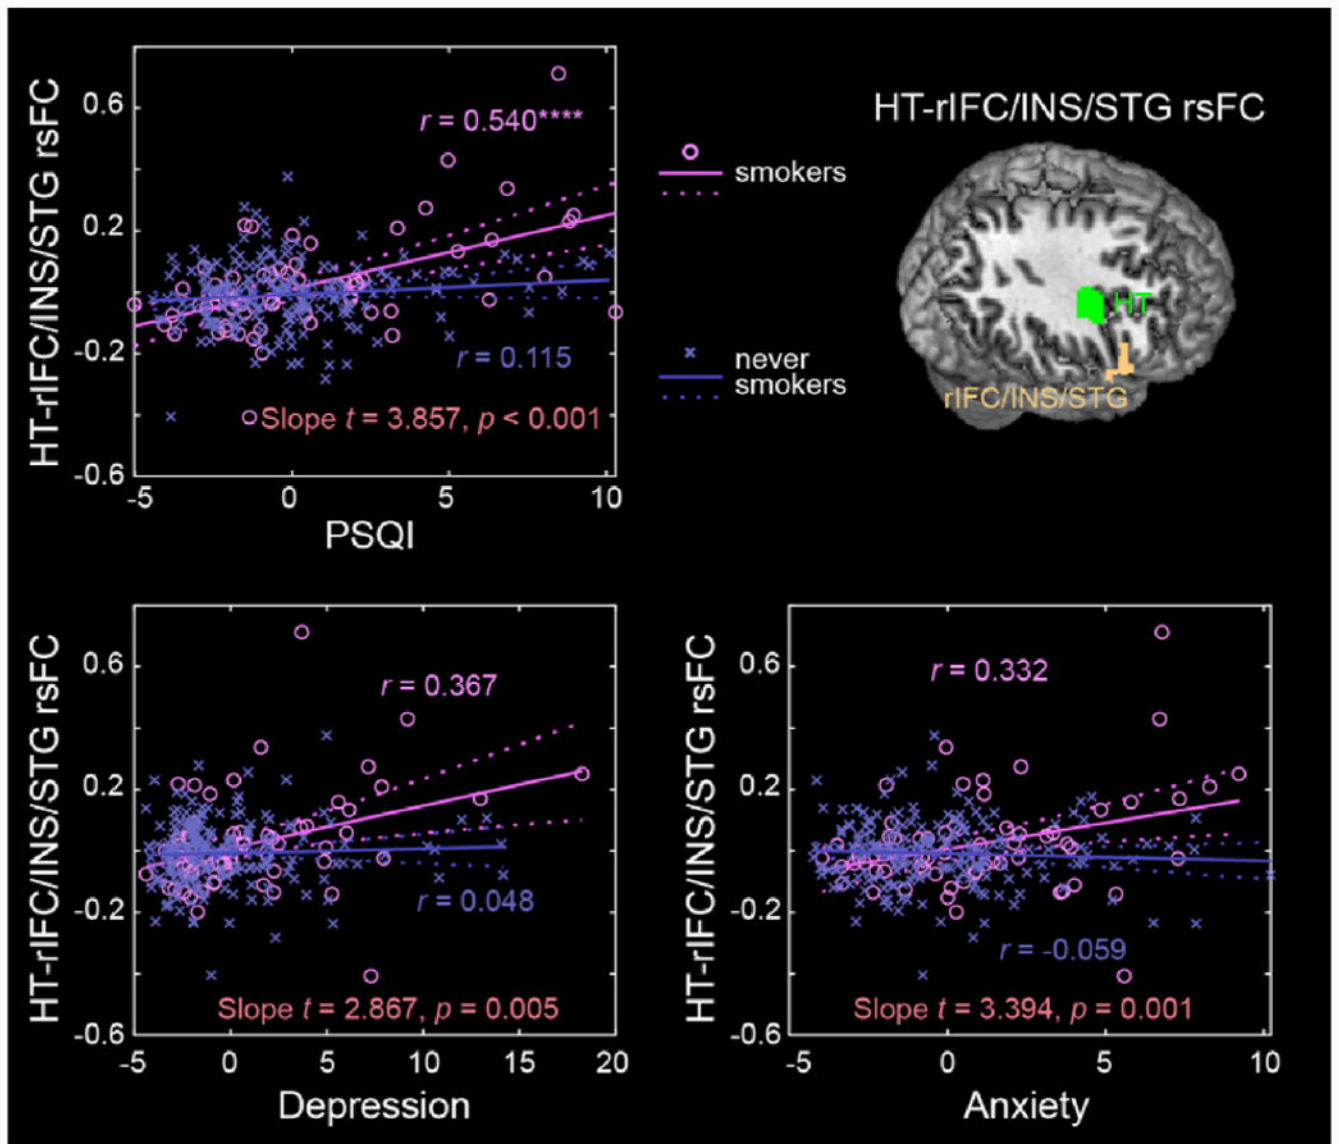 HT-rIFC/INS/STG rsFC
0.6
0.2
-0.2
-0.6
r = 0.540****
r = 0.115
Slope t = 3.857, p < 0.001
-5
0
5
10
PSQI
smokers
never
smokers
HT-rIFC/INS/STG rsFC
HT
rIFC/INS/STG
HT-rIFC/INS/STG rsFC
0.6
0.2
-0.2
-0.6
r = 0.367
r = 0.048
Slope t = 2.867, p = 0.005
-5
0
5
10
15
20
Depression
HT-rIFC/INS/STG rsFC
0.6
0.2
-0.2
-0.6
r = 0.332
r = -0.059
Slope t = 3.394, p = 0.001
-5
0
5
10
Anxiety